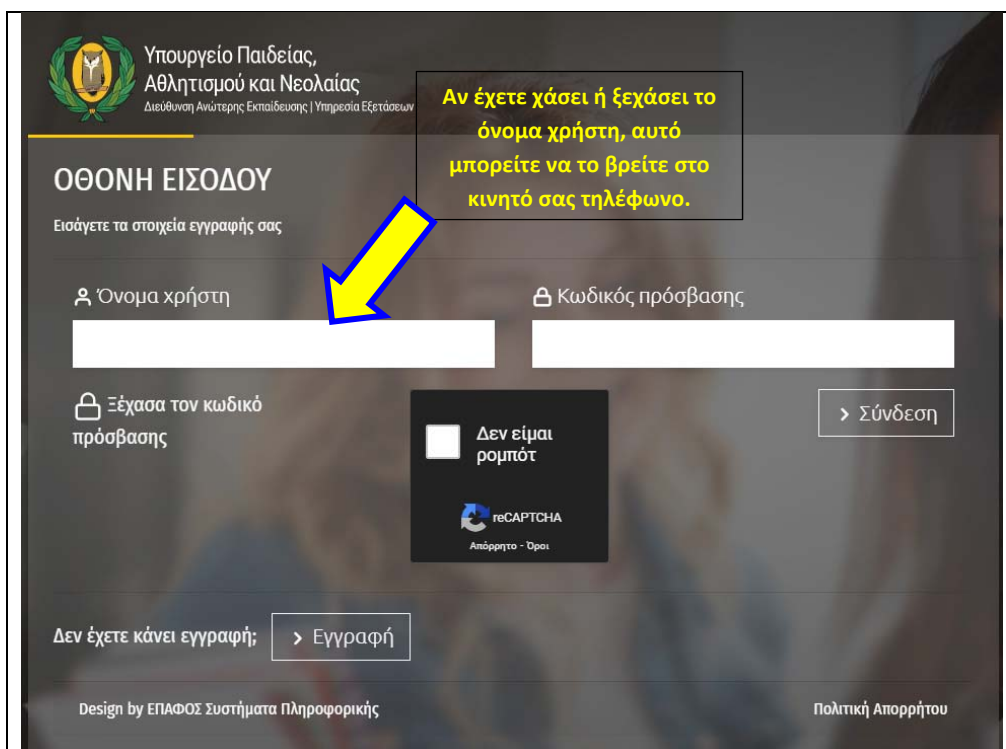 Υπουργείο Παιδείας,
Αθλητισμού και Νεολαίας
Διεύθυνση Ανώτερης Εκπαίδευσης | Υπηρεσία Εξετάσεων
Αν έχετε χάσει ή ξεχάσει το
όνομα χρήστη, αυτό
μπορείτε να το βρείτε στο
κινητό σας τηλέφωνο.
ΟΘΟΝΗ ΕΙΣΟΔΟΥ
Εισάγετε τα στοιχεία εγγραφής σας
Όνομα χρήστη
Κωδικός πρόσβασης
Ξέχασα τον κωδικό
πρόσβασης
Δεν είμαι
ρομπότ
reCAPTCHA
Απόρρητο - Όροι
> Σύνδεση
Δεν έχετε κάνει εγγραφή;
> Εγγραφή
Design by ΕΠΑΦΟΣ Συστήματα Πληροφορικής
Πολιτική Απορρήτου